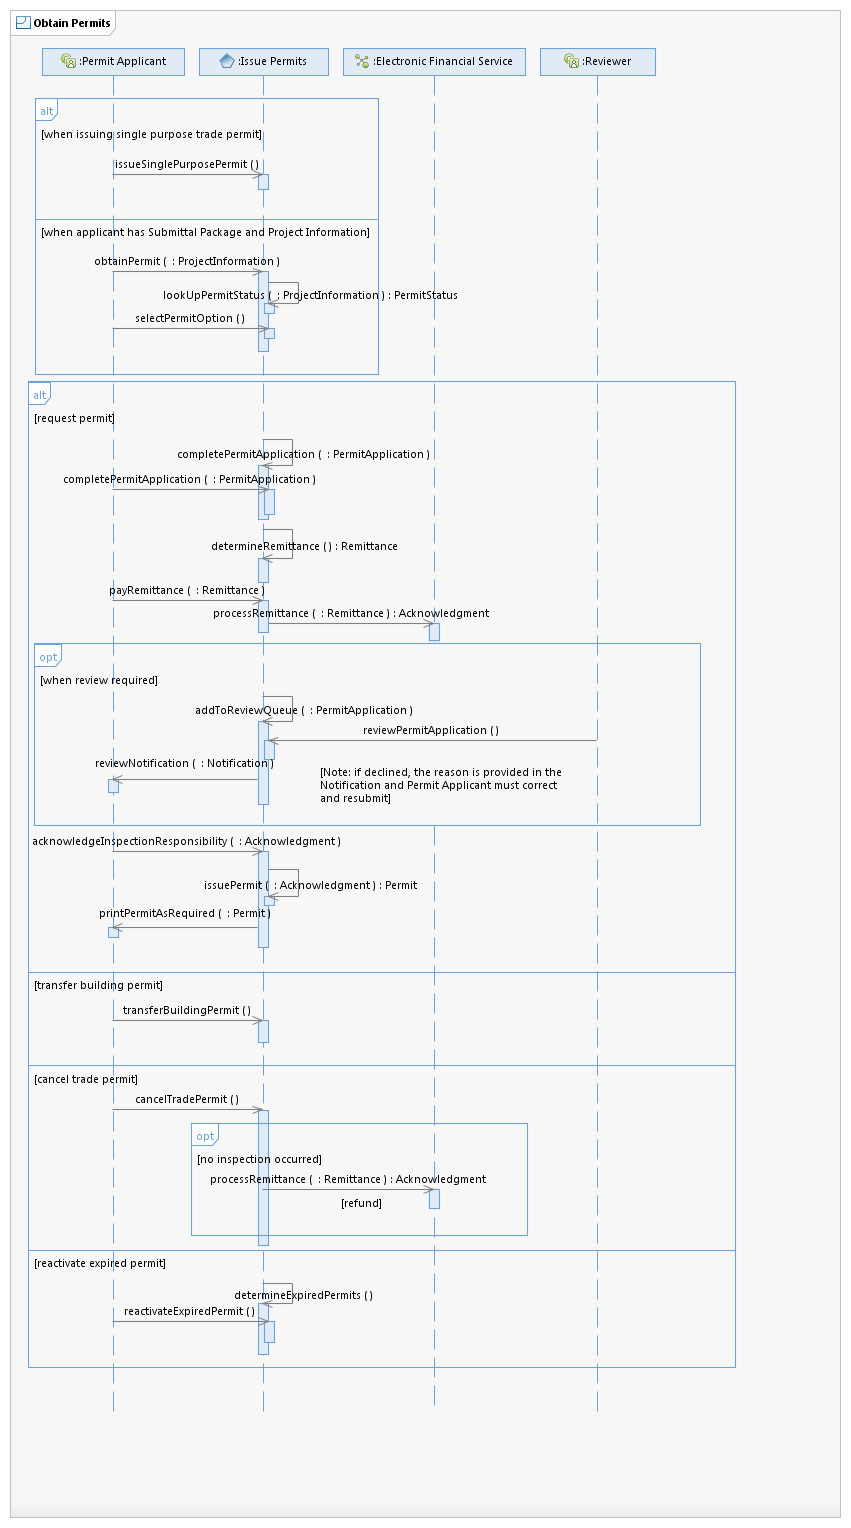 Obtain Permits
:Permit Applicant
:Issue Permits
:Electronic Financial Service
:Reviewer
alt
[when issuing single purpose trade permit]
issueSinglePurposePermit ( )
[when applicant has Submittal Package and Project Information]
obtainPermit ( : ProjectInformation )
lookUpPermitStatus ( : ProjectInformation ) : PermitStatus
selectPermitOption ( )
alt
[request permit]
completePermitApplication ( : PermitApplication )
completePermitApplication ( : PermitApplication )
determineRemittance ( ) : Remittance
payRemittance ( : Remittance )
processRemittance ( : Remittance ) : Acknowledgment
opt
[when review required]
addToReviewQueue ( : PermitApplication )
reviewPermitApplication ( )
reviewNotification ( : Notification )
[Note: if declined, the reason is provided in the
Notification and Permit Applicant must correct
and resubmit]
acknowledgeInspectionResponsibility ( : Acknowledgment )
issuePermit ( : Acknowledgment ) : Permit
printPermitAsRequired ( : Permit )
[transfer building permit]
transferBuildingPermit ( )
[cancel trade permit]
cancelTradePermit ( )
opt
[no inspection occurred]
processRemittance ( : Remittance ) : Acknowledgment
[refund]
[reactivate expired permit]
determineExpiredPermits ( )
reactivateExpiredPermit ( )